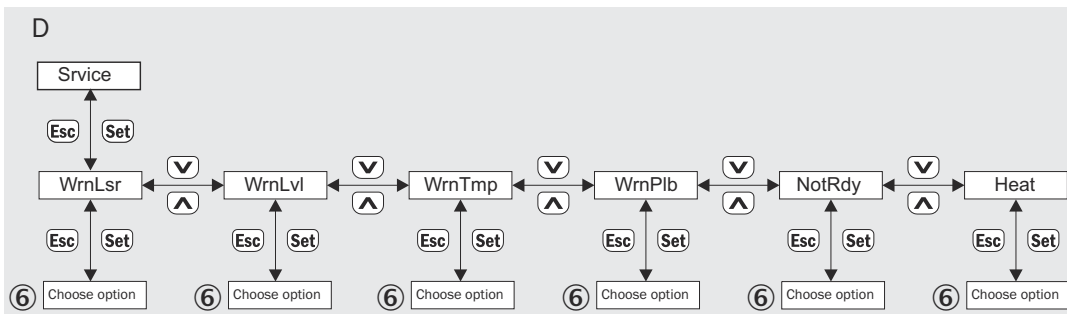 D
Srvice
Esc Set
WrnLsr WrnLvl WrnTmp WrnPlb NotRdy Heat
Esc Set Esc Set Esc Set Esc Set Esc Set Esc Set
⑥ Choose option ⑥ Choose option ⑥ Choose option ⑥ Choose option ⑥ Choose option ⑥ Choose option